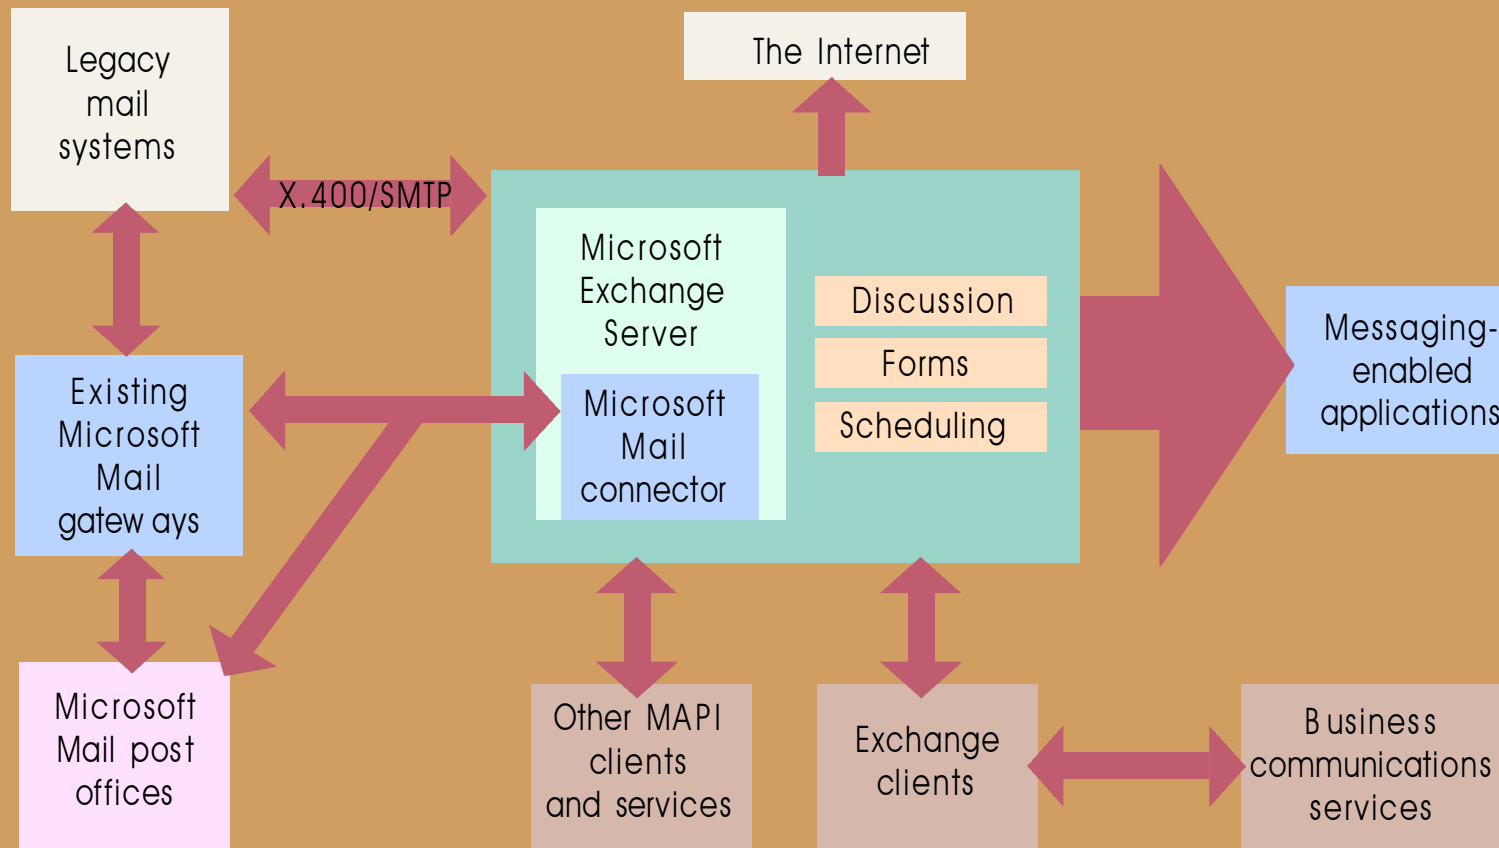 Legacy
mail
systems
The Internet
X.400/SMTP
Microsoft
Exchange
Server
Discussion
Forms
Scheduling
Messaging-
enabled
applications
Existing
Microsoft
Mail
gatew ays
Microsoft
Mail
connector
Microsoft
Mail post
offices
Other MAPI
clients
and services
Exchange
clients
Business
communications
services